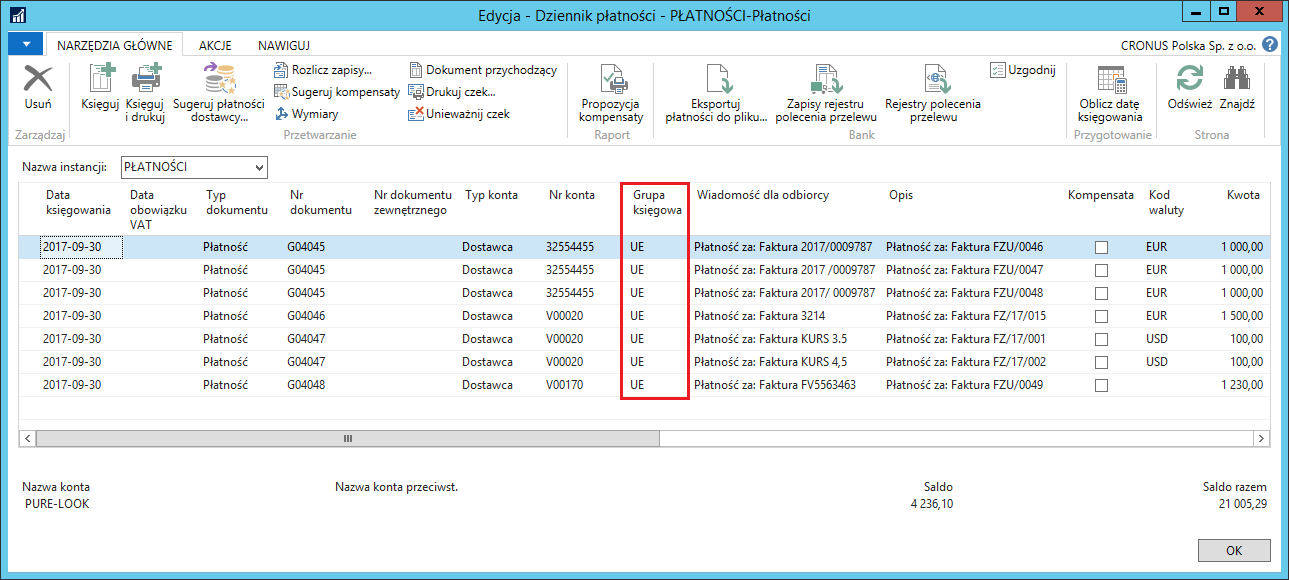 Edycja - Dziennik płatności - PŁATNOŚCI-Płatności
NARZĘDZIA GŁÓWNE AKCJE NAWIGUJ CRONUS Polska Sp. z o.o.
Usuń
Zarządzaj
Księguj
Księguj i drukuj
Sugeruj płatności dostawcy...
Rozlicz zapisy...
Sugeruj kompensaty
Wymiary
Dokument przychodzący
Drukuj czek...
Unieważnij czek
Przetwarzanie
Propozycja kompensaty
Raport
Eksportuj płatności do pliku...
Zapisy rejestru polecenia przelewu
Rejestry polecenia przelewu
Bank
Uzgodnij
Oblicz datę księgowania
Przygotowanie
Odśwież
Znajdź
Strona
Nazwa instancji: PŁATNOŚCI
Data księgowania Data obowiązku VAT Typ dokumentu Nr dokumentu Nr dokumentu zewnętrznego Typ konta Nr konta Grupa księgowa Wiadomość dla odbiorcy Opis Kompensata Kod waluty Kwota
2017-09-30 Płatność G04045 Dostawca 32554455 UE Płatność za: Faktura 2017/0009787 Płatność za: Faktura FZU/0046 EUR 1 000,00
2017-09-30 Płatność G04045 Dostawca 32554455 UE Płatność za: Faktura 2017 /0009787 Płatność za: Faktura FZU/0047 EUR 1 000,00
2017-09-30 Płatność G04045 Dostawca 32554455 UE Płatność za: Faktura 2017/ 0009787 Płatność za: Faktura FZU/0048 EUR 1 000,00
2017-09-30 Płatność G04046 Dostawca V00020 UE Płatność za: Faktura 3214 Płatność za: Faktura FZ/17/015 EUR 1 500,00
2017-09-30 Płatność G04047 Dostawca V00020 UE Płatność za: Faktura KURS 3.5 Płatność za: Faktura FZ/17/001 USD 100,00
2017-09-30 Płatność G04047 Dostawca V00020 UE Płatność za: Faktura KURS 4,5 Płatność za: Faktura FZ/17/002 USD 100,00
2017-09-30 Płatność G04048 Dostawca V00170 UE Płatność za: Faktura FV5563463 Płatność za: Faktura FZU/0049 1 230,00
Nazwa konta Nazwa konta przeciwst. Saldo Saldo razem
PURE-LOOK 4 236,10 21 005,29
OK